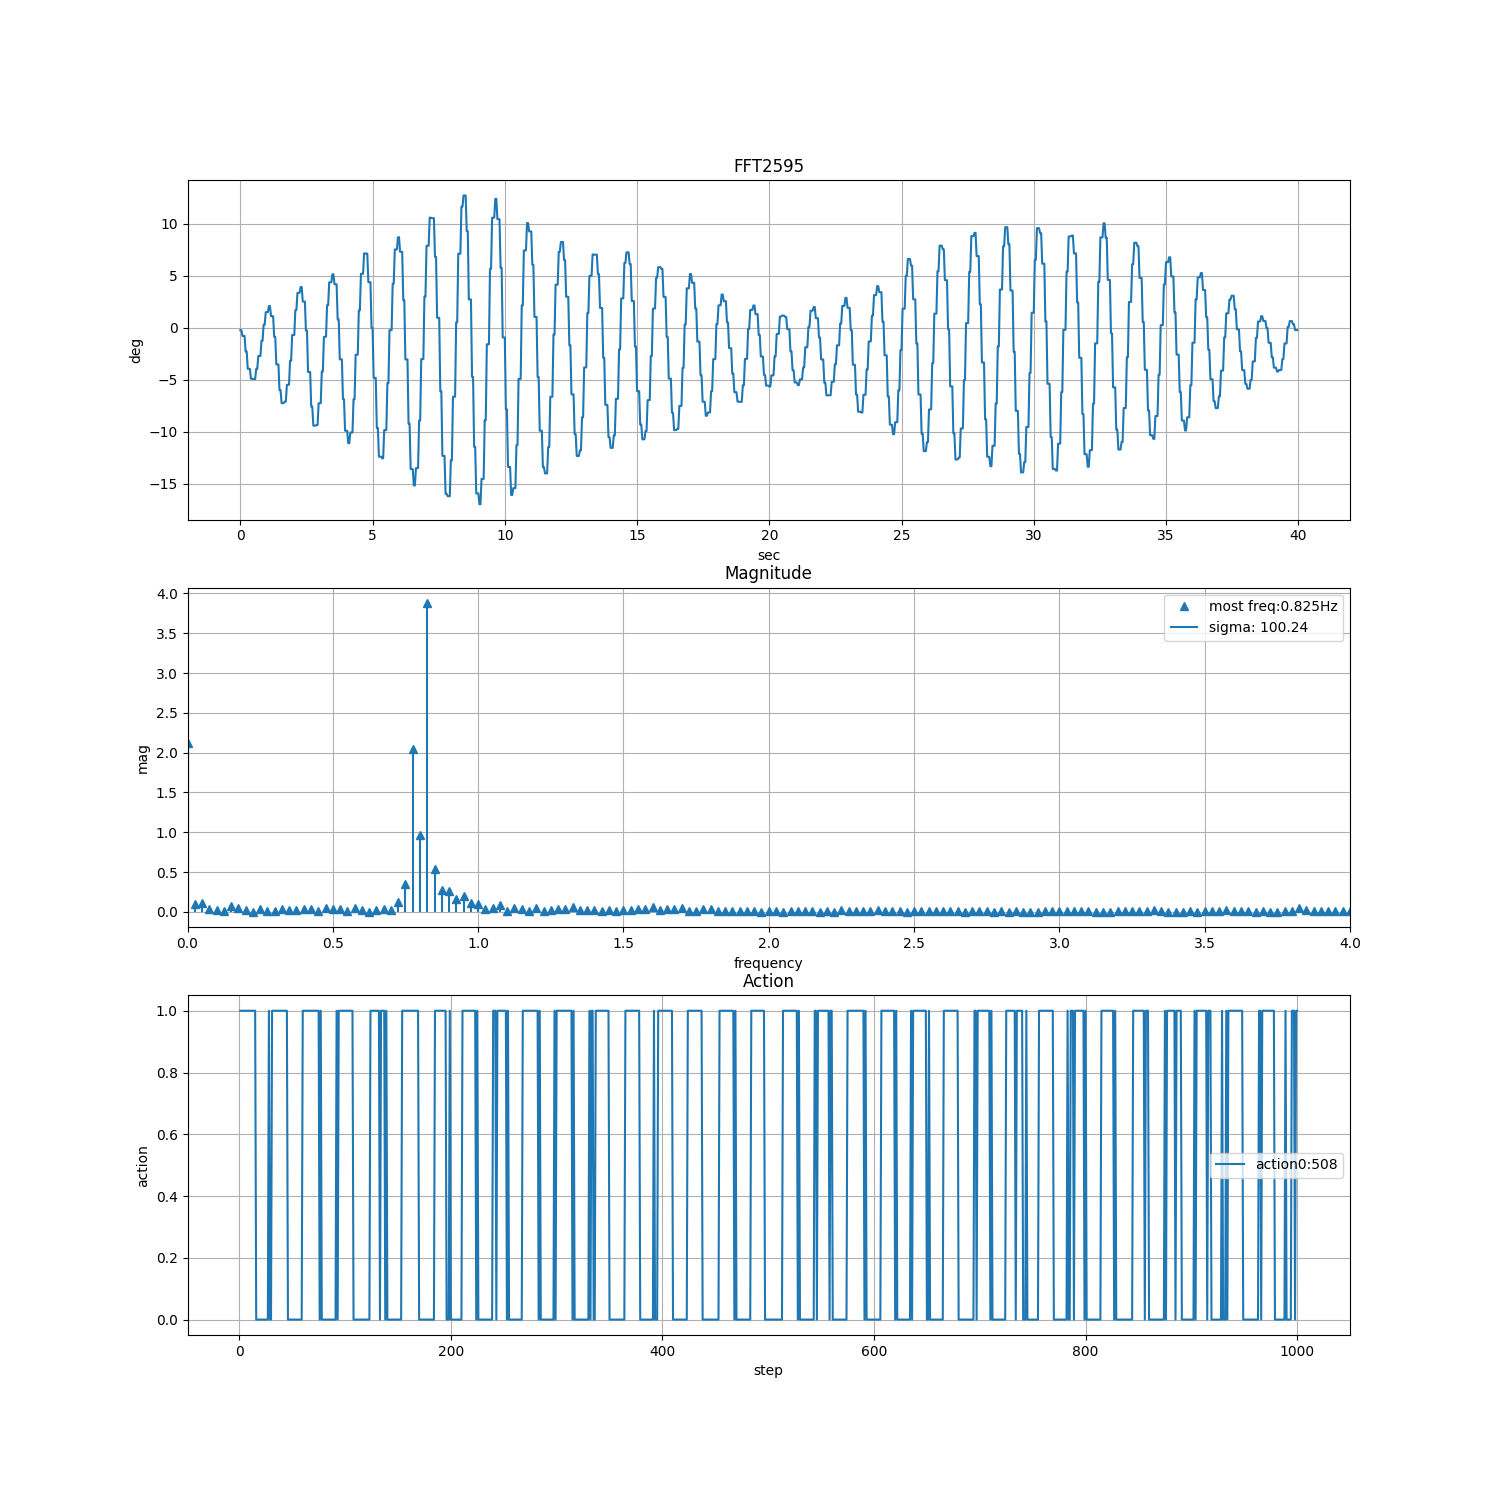 FFT2595
10
5
0
−5
−10
−15
deg
0 5 10 15 20 25 30 35 40
sec
Magnitude
4.0
3.5
3.0
2.5
2.0
1.5
1.0
0.5
0.0
mag
most freq:0.825Hz
sigma: 100.24
0.0 0.5 1.0 1.5 2.0 2.5 3.0 3.5 4.0
frequency
Action
1.0
0.8
0.6
0.4
0.2
0.0
action
action0:508
0 200 400 600 800 1000
step